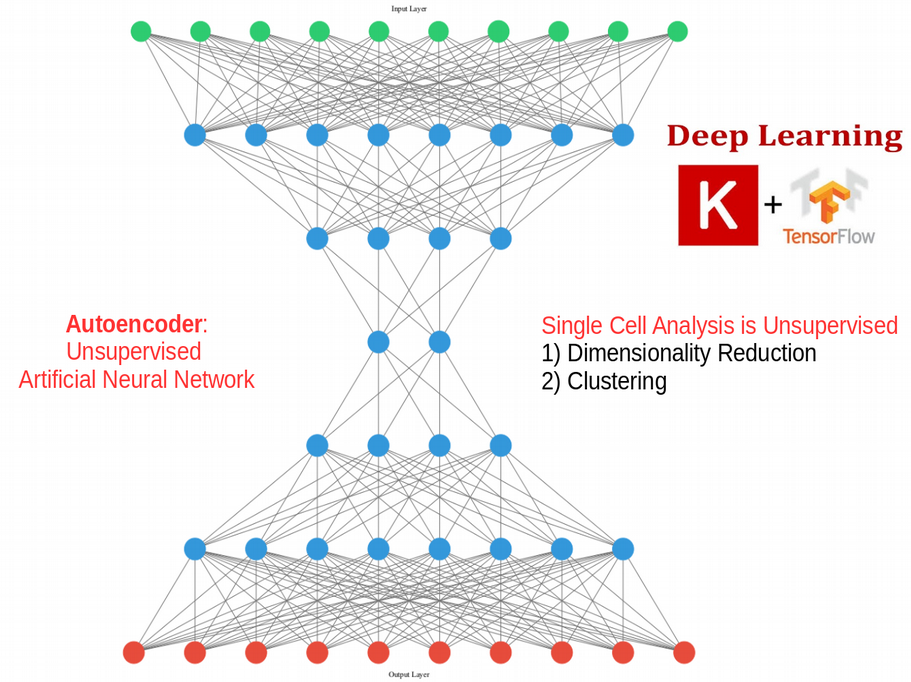 Input Layer
Deep Learning
K
+
TF
TensorFlow
Autoencoder:
Unsupervised
Artificial Neural Network
Single Cell Analysis is Unsupervised
1) Dimensionality Reduction
2) Clustering
Output Layer